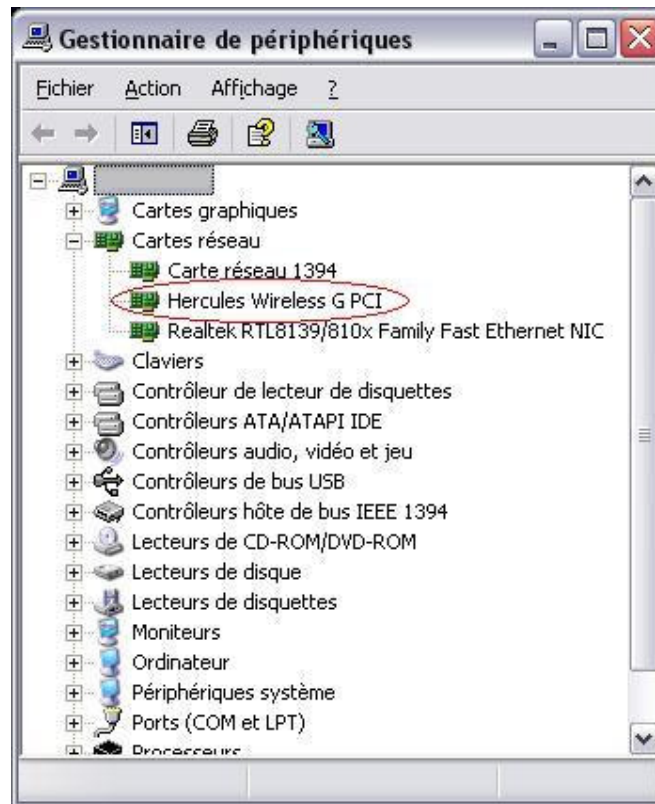 Gestionnaire de périphériques
Fichier Action Affichage ?
Cartes graphiques
Cartes réseau
Carte réseau 1394
Hercules Wireless G PCI
Realtek RTL8139/810x Family Fast Ethernet NIC
Claviers
Contrôleur de lecteur de disquettes
Contrôleurs ATA/ATAPI IDE
Contrôleurs audio, vidéo et jeu
Contrôleurs de bus USB
Contrôleurs hôte de bus IEEE 1394
Lecteurs de CD-ROM/DVD-ROM
Lecteurs de disque
Lecteurs de disquettes
Moniteurs
Ordinateur
Périphériques système
Ports (COM et LPT)
Processeurs